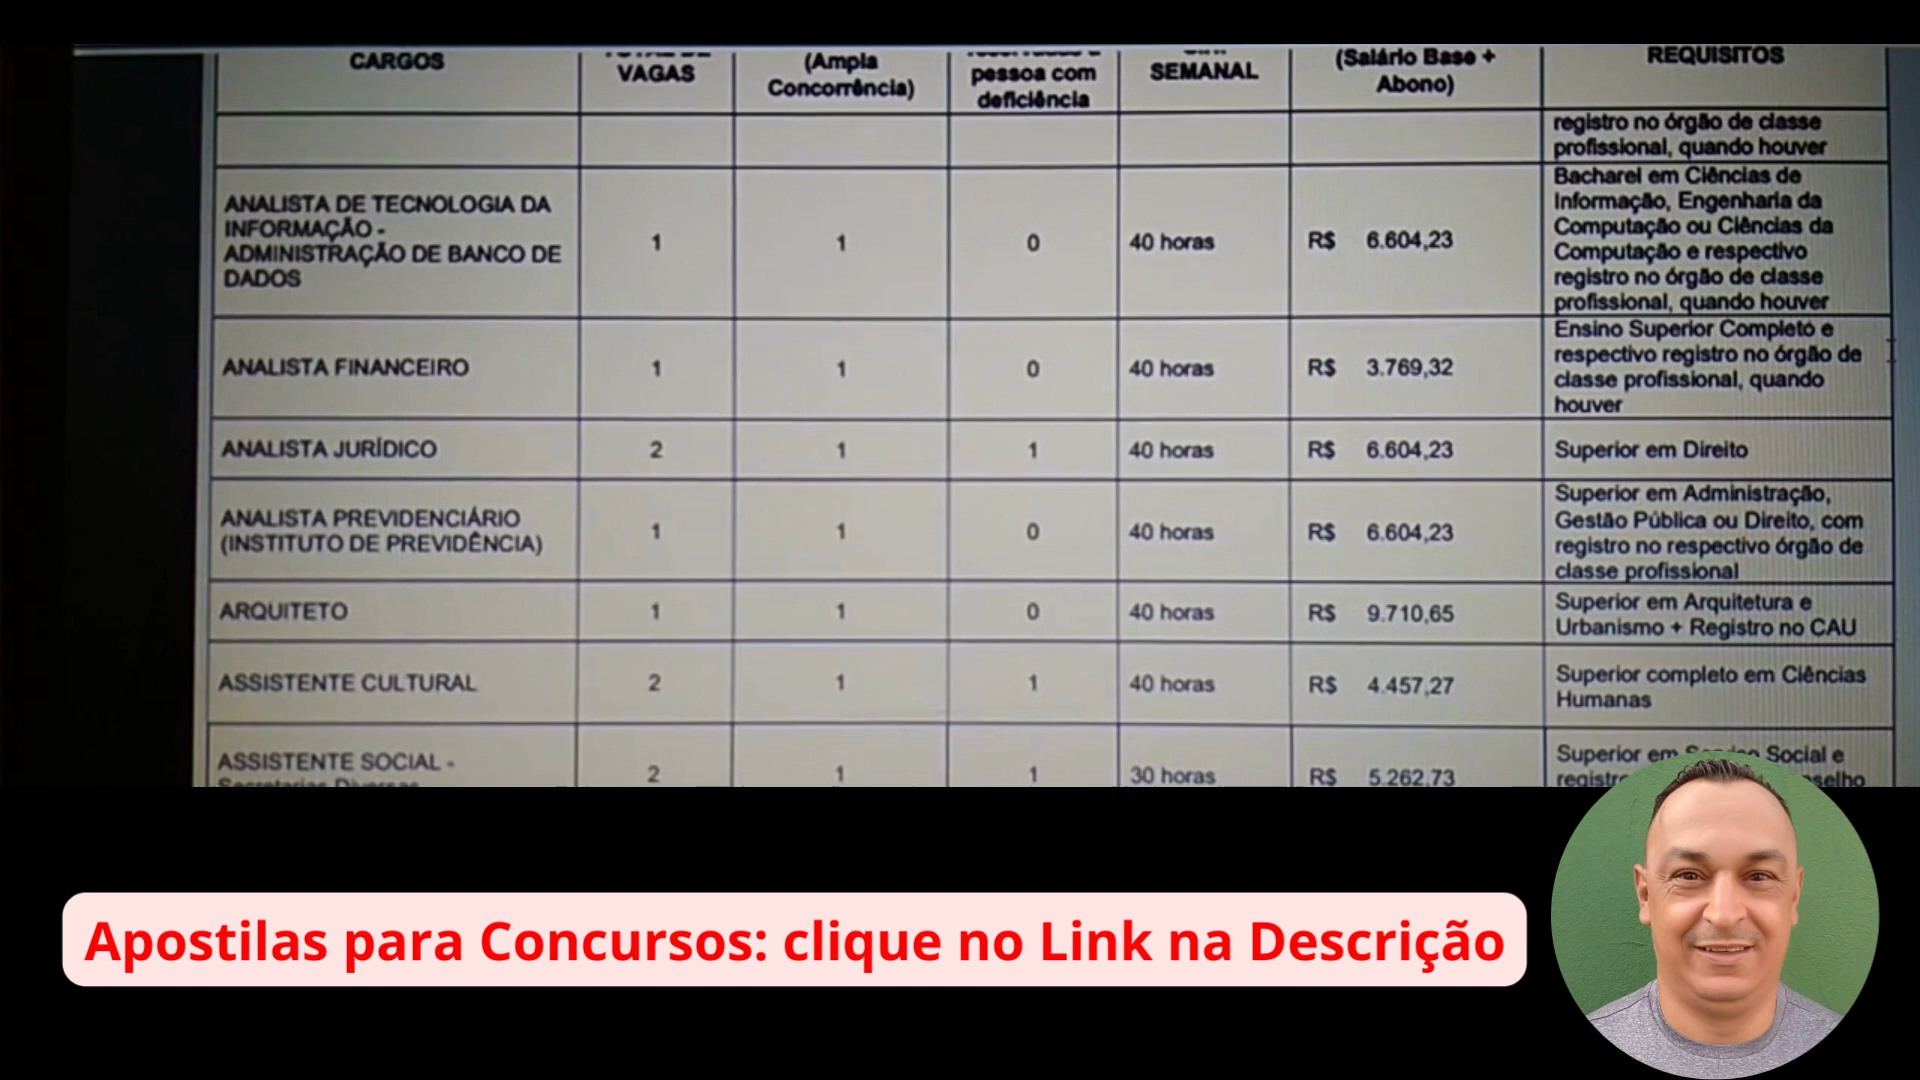 CARGOS
VAGAS
(Ampla
Concorrência)
pessoa com
deficiência
SEMANAL
(Salário Base +
Abono)
REQUISITOS
registro no órgão de classe
profissional, quando houver
ANALISTA DE TECNOLOGIA DA
INFORMAÇÃO -
ADMINISTRAÇÃO DE BANCO DE
DADOS
1
1
0
40 horas
R$ 6.604,23
Bacharel em Ciências de
Informação, Engenharia da
Computação ou Ciências da
Computação e respectivo
registro no órgão de classe
profissional, quando houver
ANALISTA FINANCEIRO
1
1
0
40 horas
R$ 3.769,32
Ensino Superior Completo e
respectivo registro no órgão de
classe profissional, quando
houver
ANALISTA JURÍDICO
2
1
1
40 horas
R$ 6.604,23
Superior em Direito
ANALISTA PREVIDENCIÁRIO
(INSTITUTO DE PREVIDÊNCIA)
1
1
0
40 horas
R$ 6.604,23
Superior em Administração,
Gestão Pública ou Direito, com
registro no respectivo órgão de
classe profissional
ARQUITETO
1
1
0
40 horas
R$ 9.710,65
Superior em Arquitetura e
Urbanismo + Registro no CAU
ASSISTENTE CULTURAL
2
1
1
40 horas
R$ 4.457,27
Superior completo em Ciências
Humanas
ASSISTENTE SOCIAL -
2
1
1
30 horas
R$ 5.262,73
Superior em Social e
Apostilas para Concursos: clique no Link na Descrição